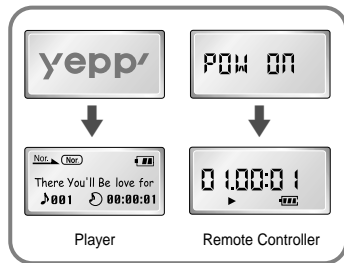 yepp'
POW ON
Nor. Nor.
There You'll Be love for
001 00:00:01
01.00:01
Player
Remote Controller